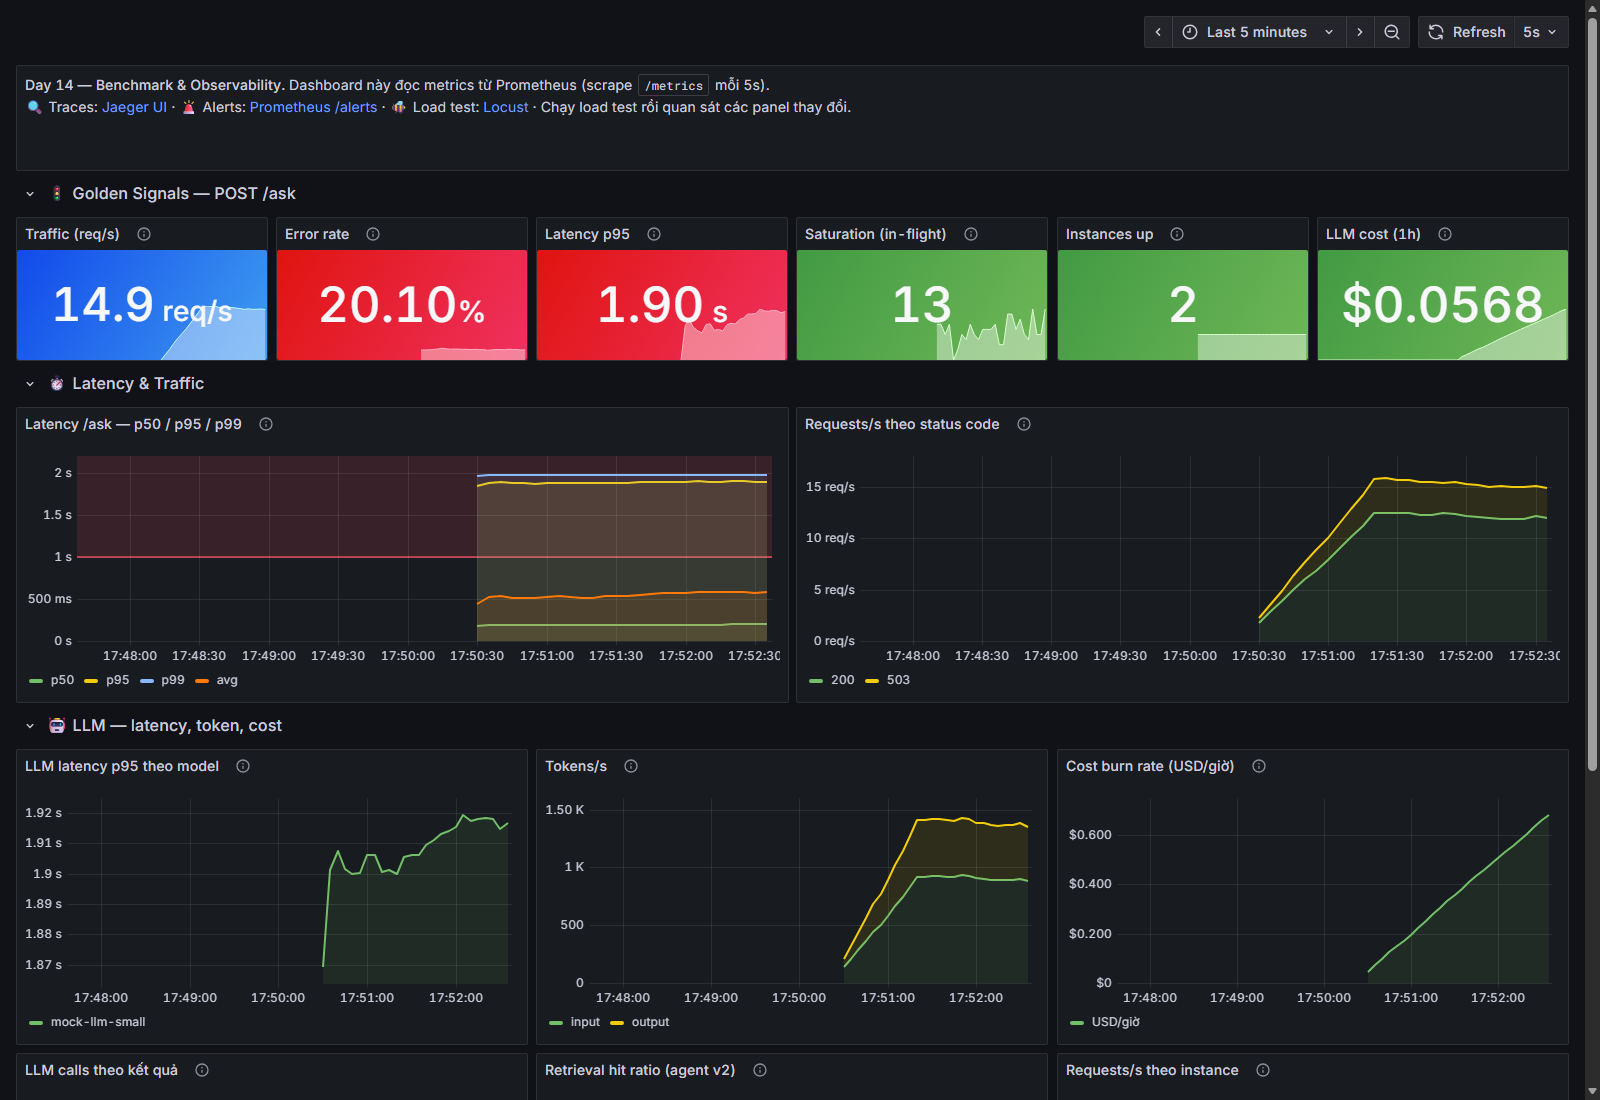 Last 5 minutes
Refresh
5s
Day 14 — Benchmark & Observability. Dashboard này đọc metrics từ Prometheus (scrape /metrics mỗi 5s).
🔍 Traces: Jaeger UI · 🚨 Alerts: Prometheus /alerts · 🐝 Load test: Locust · Chạy load test rồi quan sát các panel thay đổi.
🚦 Golden Signals — POST /ask
Traffic (req/s)
14.9 req/s
Error rate
20.10%
Latency p95
1.90 s
Saturation (in-flight)
13
Instances up
2
LLM cost (1h)
$0.0568
⏱ Latency & Traffic
Latency /ask — p50 / p95 / p99
2 s
1.5 s
1 s
500 ms
0 s
17:48:00 17:48:30 17:49:00 17:49:30 17:50:00 17:50:30 17:51:00 17:51:30 17:52:00 17:52:30
p50 p95 p99 avg
Requests/s theo status code
15 req/s
10 req/s
5 req/s
0 req/s
17:48:00 17:48:30 17:49:00 17:49:30 17:50:00 17:50:30 17:51:00 17:51:30 17:52:00 17:52:30
200 503
🤖 LLM — latency, token, cost
LLM latency p95 theo model
1.92 s
1.91 s
1.9 s
1.89 s
1.88 s
1.87 s
17:48:00 17:49:00 17:50:00 17:51:00 17:52:00
mock-llm-small
Tokens/s
1.50 K
1 K
500
0
17:48:00 17:49:00 17:50:00 17:51:00 17:52:00
input output
Cost burn rate (USD/giờ)
$0.600
$0.400
$0.200
$0
17:48:00 17:49:00 17:50:00 17:51:00 17:52:00
USD/giờ
LLM calls theo kết quả
Retrieval hit ratio (agent v2)
Requests/s theo instance